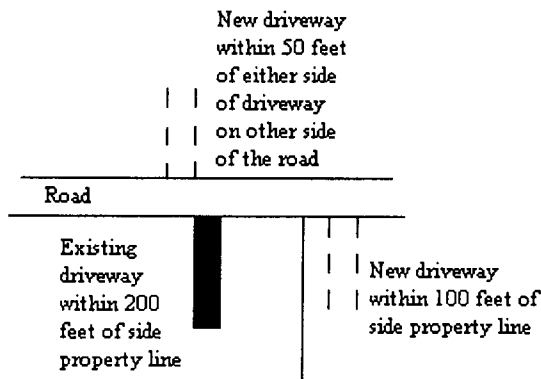 New driveway
within 50 feet
of either side
of driveway
on other side
of the road
Road
Existing
driveway
within 200
feet of side
property line
New driveway
within 100 feet of
side property line